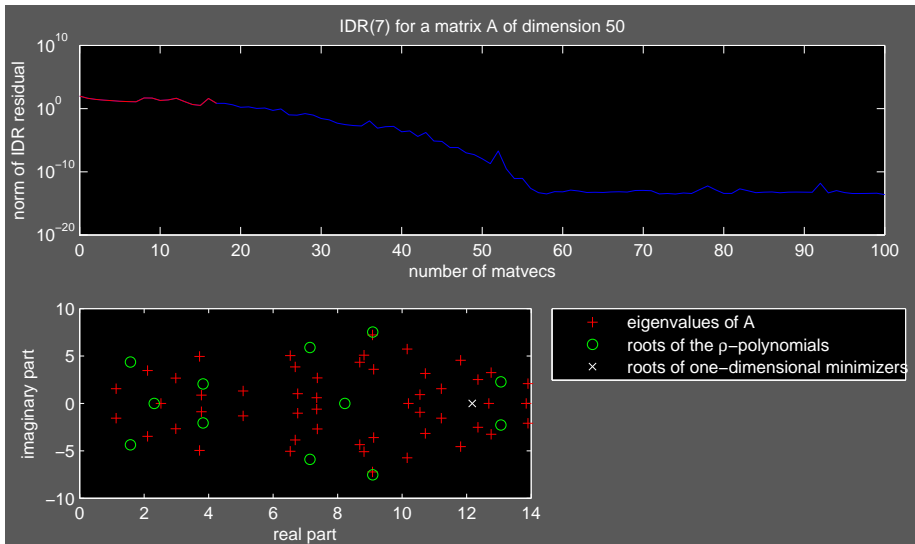 IDR(7) for a matrix A of dimension 50
10^10
10^0
10^-10
10^-20
norm of IDR residual
0 10 20 30 40 50 60 70 80 90 100
number of matvecs
10
5
0
-5
-10
imaginary part
0 2 4 6 8 10 12 14
real part
eigenvalues of A
roots of the ρ-polynomials
roots of one-dimensional minimizers